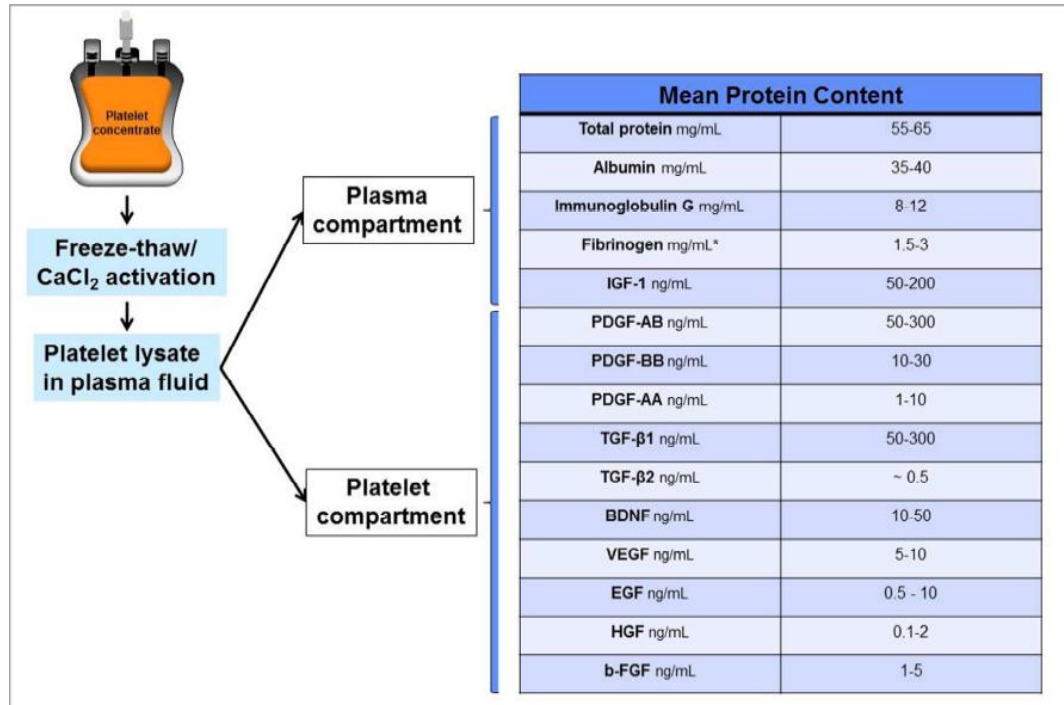 Platelet
concentrate
Freeze-thaw/
CaCl₂ activation
Platelet lysate
in plasma fluid
Plasma
compartment
Platelet
compartment
Mean Protein Content
Total protein mg/mL 55-65
Albumin mg/mL 35-40
Immunoglobulin G mg/mL 8-12
Fibrinogen mg/mL* 1.5-3
IGF-1 ng/mL 50-200
PDGF-AB ng/mL 50-300
PDGF-BB ng/mL 10-30
PDGF-AA ng/mL 1-10
TGF-β1 ng/mL 50-300
TGF-β2 ng/mL ~ 0.5
BDNF ng/mL 10-50
VEGF ng/mL 5-10
EGF ng/mL 0.5 - 10
HGF ng/mL 0.1-2
b-FGF ng/mL 1-5